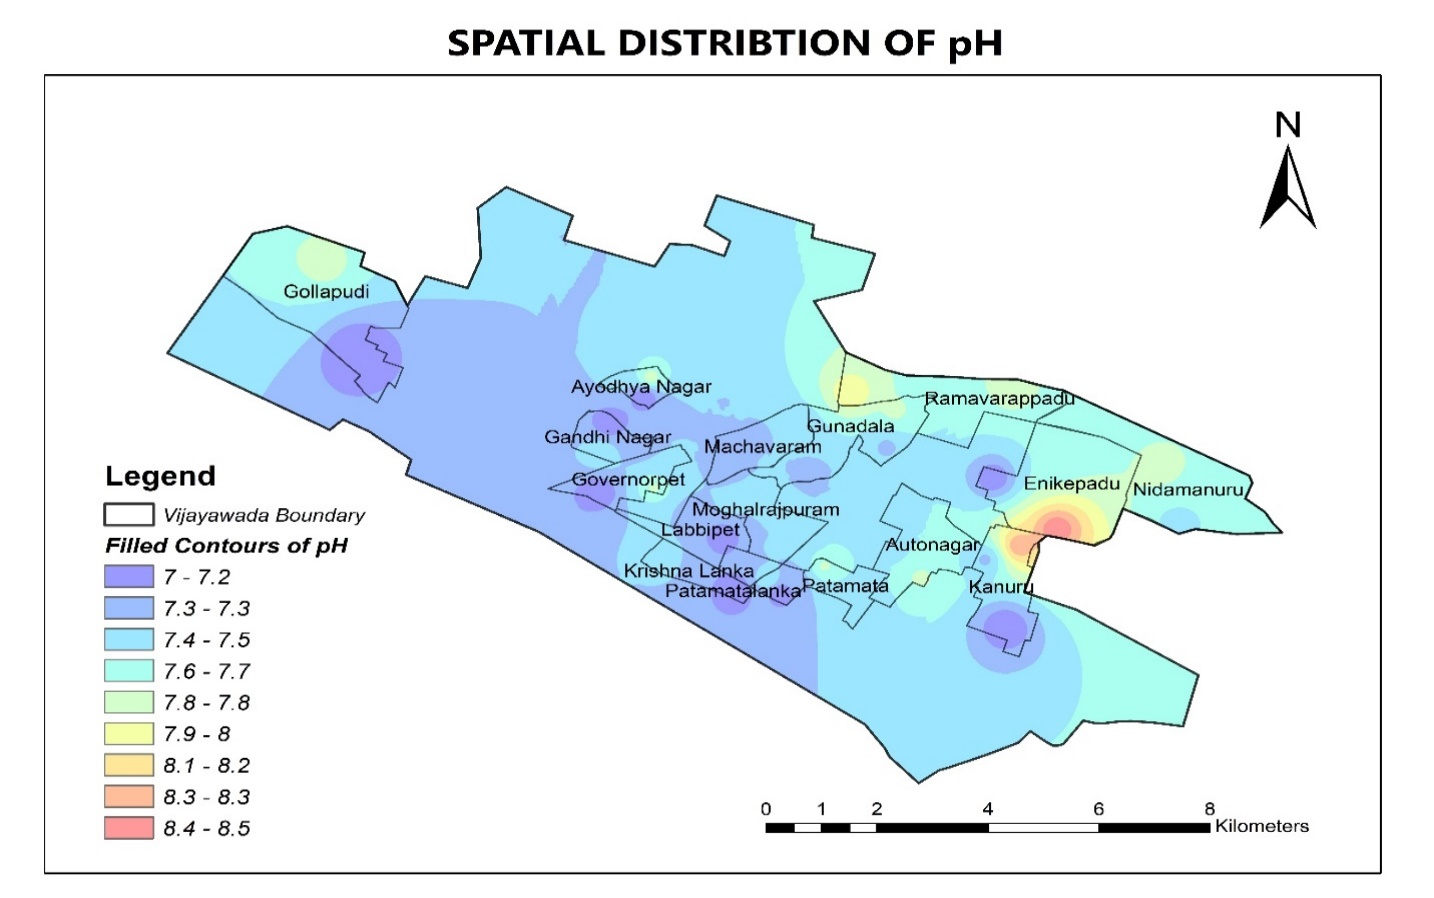 SPATIAL DISTRIBTION OF pH
N
Gollapudi
Ayodhya Nagar
Ramavarappadu
Gunadala
Gandhi Nagar
Machavaram
Governorpet
Enikepadu
Nidamanuru
Moghalrajpuram
Labbipet
Autonagar
Krishna Lanka
Patamatalanka
Patamata
Kanuru
Legend
Vijayawada Boundary
Filled Contours of pH
7 - 7.2
7.3 - 7.3
7.4 - 7.5
7.6 - 7.7
7.8 - 7.8
7.9 - 8
8.1 - 8.2
8.3 - 8.3
8.4 - 8.5
0 1 2 4 6 8
Kilometers